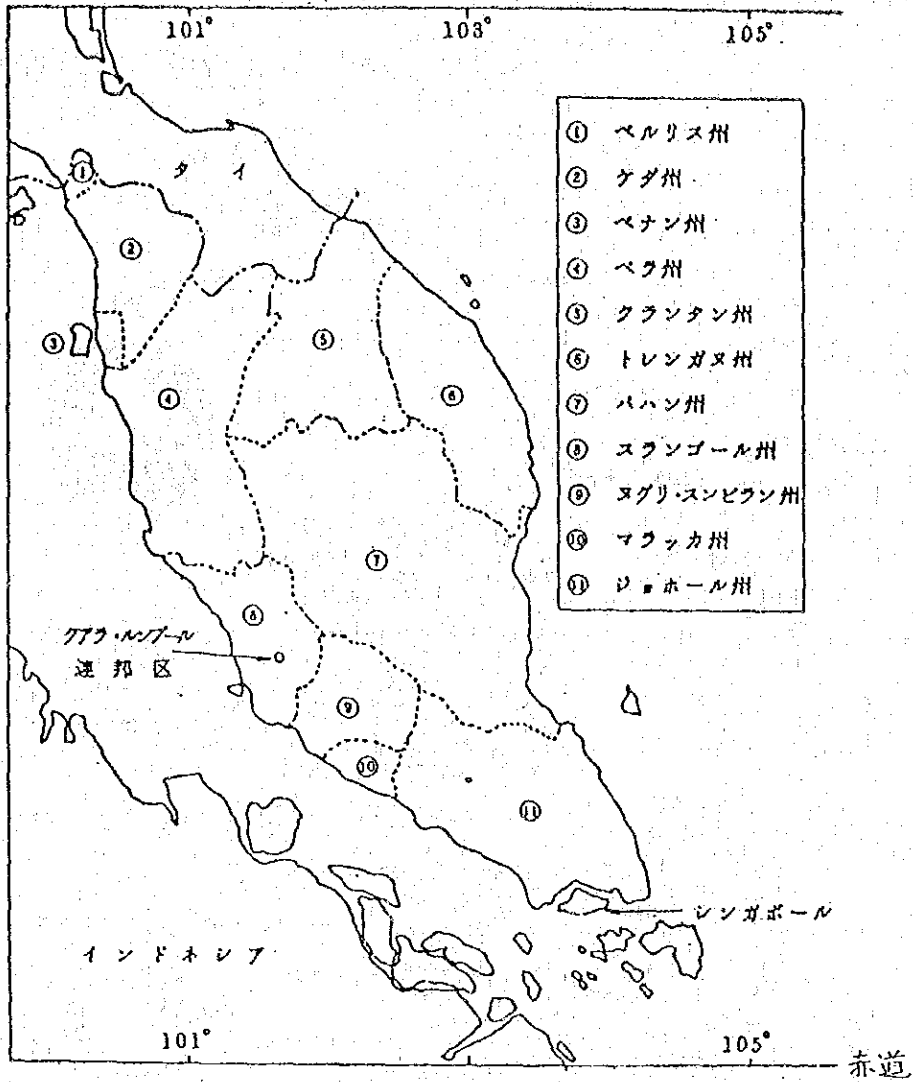 101° 103° 105°
① ペルリス州
② ケダ州
③ ペナン州
④ ペラ州
⑤ クランタン州
⑥ トレンガヌ州
⑦ パハン州
⑧ スランゴール州
⑨ ヌグリ・スンビラン州
⑩ マラッカ州
⑪ ジョホール州
タイ
①
②
③
④
⑤
⑥
⑦
⑧
クアラ・ルンプール
連邦区
⑨
⑩
⑪
シンガポール
インドネシア
101° 105°
赤道